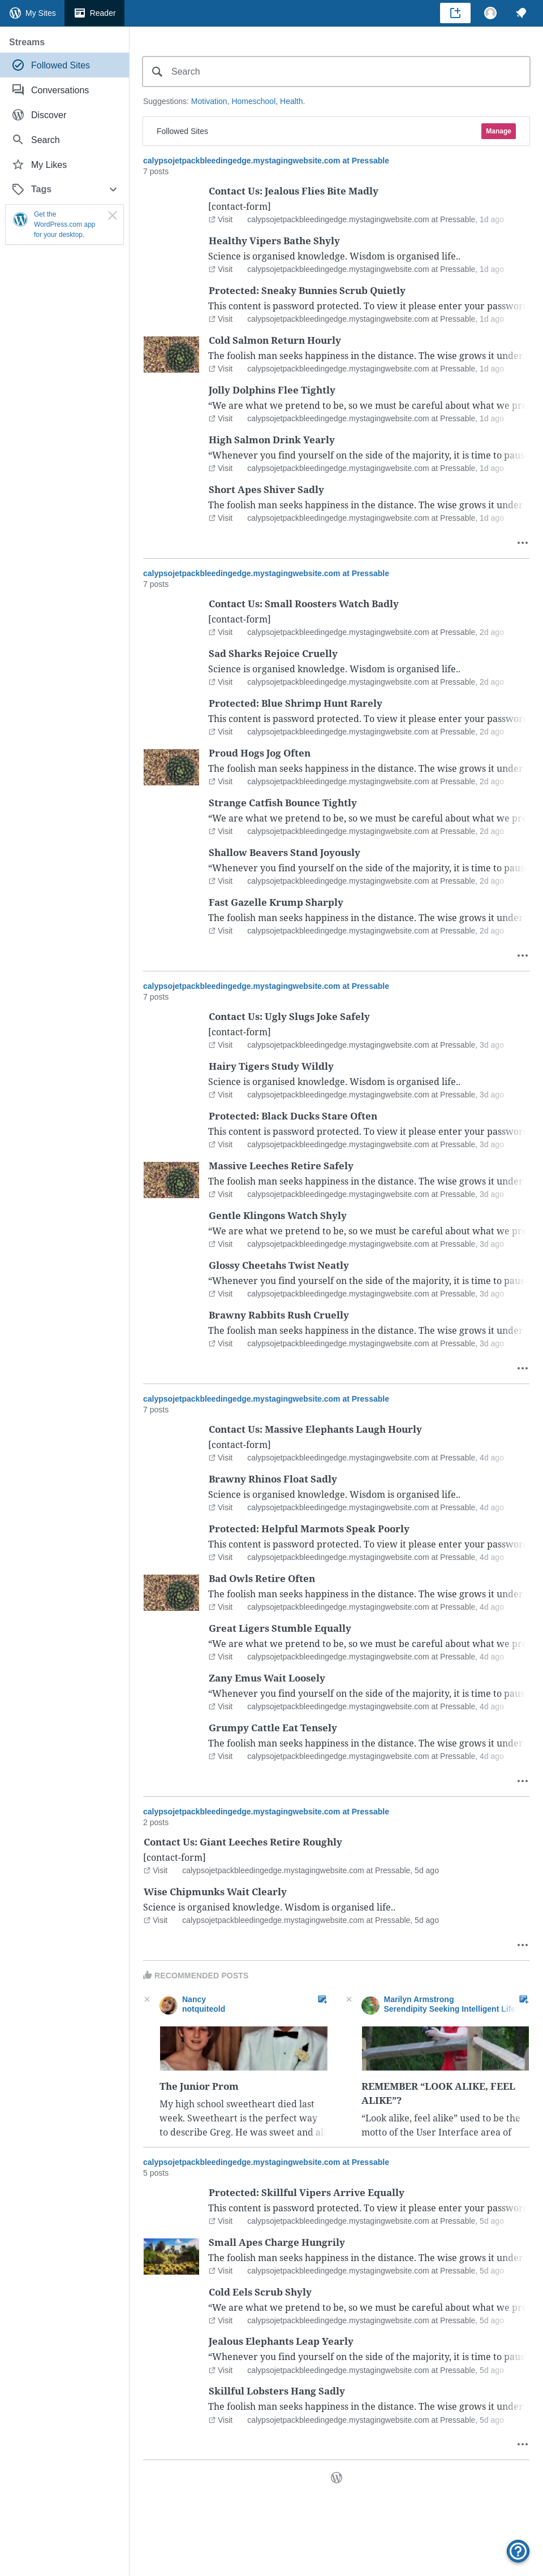 My Sites
Reader
Streams
Followed Sites
Conversations
Discover
Search
My Likes
Tags
Get the
WordPress.com app
for your desktop.
Search
Suggestions: Motivation, Homeschool, Health.
Followed Sites
Manage
calypsojetpackbleedingedge.mystagingwebsite.com at Pressable
7 posts
Contact Us: Jealous Flies Bite Madly
[contact-form]
Visit calypsojetpackbleedingedge.mystagingwebsite.com at Pressable, 1d ago
Healthy Vipers Bathe Shyly
Science is organised knowledge. Wisdom is organised life..
Visit calypsojetpackbleedingedge.mystagingwebsite.com at Pressable, 1d ago
Protected: Sneaky Bunnies Scrub Quietly
This content is password protected. To view it please enter your password
Visit calypsojetpackbleedingedge.mystagingwebsite.com at Pressable, 1d ago
Cold Salmon Return Hourly
The foolish man seeks happiness in the distance. The wise grows it under
Visit calypsojetpackbleedingedge.mystagingwebsite.com at Pressable, 1d ago
Jolly Dolphins Flee Tightly
“We are what we pretend to be, so we must be careful about what we pre
Visit calypsojetpackbleedingedge.mystagingwebsite.com at Pressable, 1d ago
High Salmon Drink Yearly
“Whenever you find yourself on the side of the majority, it is time to paus
Visit calypsojetpackbleedingedge.mystagingwebsite.com at Pressable, 1d ago
Short Apes Shiver Sadly
The foolish man seeks happiness in the distance. The wise grows it under
Visit calypsojetpackbleedingedge.mystagingwebsite.com at Pressable, 1d ago
calypsojetpackbleedingedge.mystagingwebsite.com at Pressable
7 posts
Contact Us: Small Roosters Watch Badly
[contact-form]
Visit calypsojetpackbleedingedge.mystagingwebsite.com at Pressable, 2d ago
Sad Sharks Rejoice Cruelly
Science is organised knowledge. Wisdom is organised life..
Visit calypsojetpackbleedingedge.mystagingwebsite.com at Pressable, 2d ago
Protected: Blue Shrimp Hunt Rarely
This content is password protected. To view it please enter your password
Visit calypsojetpackbleedingedge.mystagingwebsite.com at Pressable, 2d ago
Proud Hogs Jog Often
The foolish man seeks happiness in the distance. The wise grows it under
Visit calypsojetpackbleedingedge.mystagingwebsite.com at Pressable, 2d ago
Strange Catfish Bounce Tightly
“We are what we pretend to be, so we must be careful about what we pre
Visit calypsojetpackbleedingedge.mystagingwebsite.com at Pressable, 2d ago
Shallow Beavers Stand Joyously
“Whenever you find yourself on the side of the majority, it is time to paus
Visit calypsojetpackbleedingedge.mystagingwebsite.com at Pressable, 2d ago
Fast Gazelle Krump Sharply
The foolish man seeks happiness in the distance. The wise grows it under
Visit calypsojetpackbleedingedge.mystagingwebsite.com at Pressable, 2d ago
calypsojetpackbleedingedge.mystagingwebsite.com at Pressable
7 posts
Contact Us: Ugly Slugs Joke Safely
[contact-form]
Visit calypsojetpackbleedingedge.mystagingwebsite.com at Pressable, 3d ago
Hairy Tigers Study Wildly
Science is organised knowledge. Wisdom is organised life..
Visit calypsojetpackbleedingedge.mystagingwebsite.com at Pressable, 3d ago
Protected: Black Ducks Stare Often
This content is password protected. To view it please enter your password
Visit calypsojetpackbleedingedge.mystagingwebsite.com at Pressable, 3d ago
Massive Leeches Retire Safely
The foolish man seeks happiness in the distance. The wise grows it under
Visit calypsojetpackbleedingedge.mystagingwebsite.com at Pressable, 3d ago
Gentle Klingons Watch Shyly
“We are what we pretend to be, so we must be careful about what we pre
Visit calypsojetpackbleedingedge.mystagingwebsite.com at Pressable, 3d ago
Glossy Cheetahs Twist Neatly
“Whenever you find yourself on the side of the majority, it is time to paus
Visit calypsojetpackbleedingedge.mystagingwebsite.com at Pressable, 3d ago
Brawny Rabbits Rush Cruelly
The foolish man seeks happiness in the distance. The wise grows it under
Visit calypsojetpackbleedingedge.mystagingwebsite.com at Pressable, 3d ago
calypsojetpackbleedingedge.mystagingwebsite.com at Pressable
7 posts
Contact Us: Massive Elephants Laugh Hourly
[contact-form]
Visit calypsojetpackbleedingedge.mystagingwebsite.com at Pressable, 4d ago
Brawny Rhinos Float Sadly
Science is organised knowledge. Wisdom is organised life..
Visit calypsojetpackbleedingedge.mystagingwebsite.com at Pressable, 4d ago
Protected: Helpful Marmots Speak Poorly
This content is password protected. To view it please enter your password
Visit calypsojetpackbleedingedge.mystagingwebsite.com at Pressable, 4d ago
Bad Owls Retire Often
The foolish man seeks happiness in the distance. The wise grows it under
Visit calypsojetpackbleedingedge.mystagingwebsite.com at Pressable, 4d ago
Great Ligers Stumble Equally
“We are what we pretend to be, so we must be careful about what we pre
Visit calypsojetpackbleedingedge.mystagingwebsite.com at Pressable, 4d ago
Zany Emus Wait Loosely
“Whenever you find yourself on the side of the majority, it is time to paus
Visit calypsojetpackbleedingedge.mystagingwebsite.com at Pressable, 4d ago
Grumpy Cattle Eat Tensely
The foolish man seeks happiness in the distance. The wise grows it under
Visit calypsojetpackbleedingedge.mystagingwebsite.com at Pressable, 4d ago
calypsojetpackbleedingedge.mystagingwebsite.com at Pressable
2 posts
Contact Us: Giant Leeches Retire Roughly
[contact-form]
Visit calypsojetpackbleedingedge.mystagingwebsite.com at Pressable, 5d ago
Wise Chipmunks Wait Clearly
Science is organised knowledge. Wisdom is organised life..
Visit calypsojetpackbleedingedge.mystagingwebsite.com at Pressable, 5d ago
RECOMMENDED POSTS
Nancy
notquiteold
The Junior Prom
My high school sweetheart died last
week. Sweetheart is the perfect way
to describe Greg. He was sweet and al
Marilyn Armstrong
Serendipity Seeking Intelligent Life
REMEMBER “LOOK ALIKE, FEEL
ALIKE”?
“Look alike, feel alike” used to be the
motto of the User Interface area of
calypsojetpackbleedingedge.mystagingwebsite.com at Pressable
5 posts
Protected: Skillful Vipers Arrive Equally
This content is password protected. To view it please enter your password
Visit calypsojetpackbleedingedge.mystagingwebsite.com at Pressable, 5d ago
Small Apes Charge Hungrily
The foolish man seeks happiness in the distance. The wise grows it under
Visit calypsojetpackbleedingedge.mystagingwebsite.com at Pressable, 5d ago
Cold Eels Scrub Shyly
“We are what we pretend to be, so we must be careful about what we pre
Visit calypsojetpackbleedingedge.mystagingwebsite.com at Pressable, 5d ago
Jealous Elephants Leap Yearly
“Whenever you find yourself on the side of the majority, it is time to paus
Visit calypsojetpackbleedingedge.mystagingwebsite.com at Pressable, 5d ago
Skillful Lobsters Hang Sadly
The foolish man seeks happiness in the distance. The wise grows it under
Visit calypsojetpackbleedingedge.mystagingwebsite.com at Pressable, 5d ago